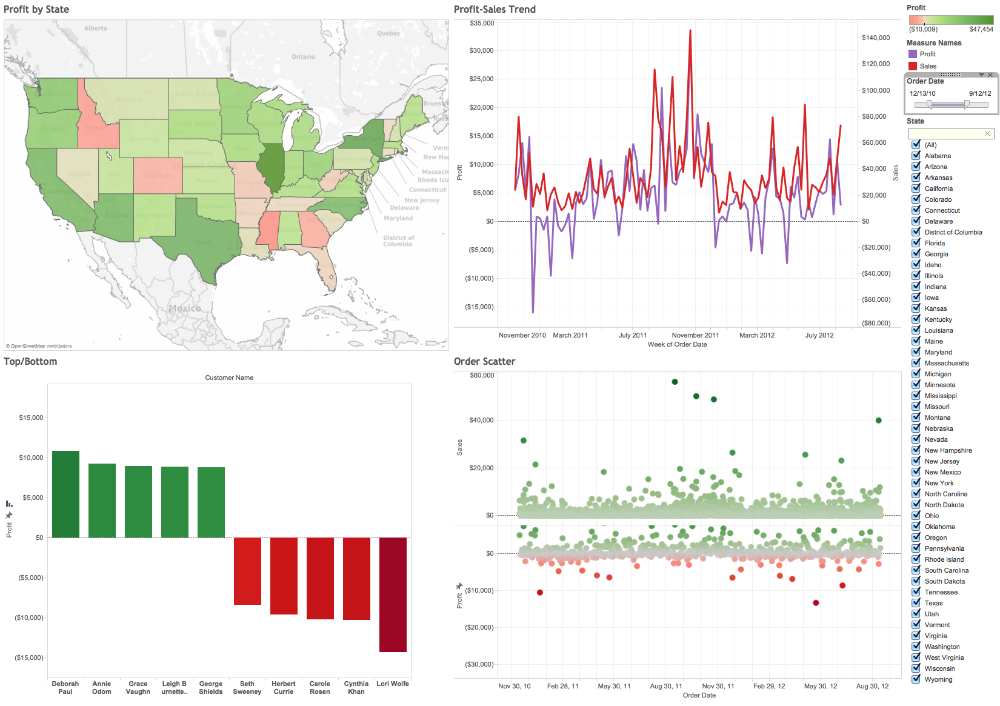 Profit by State
Alberta
Quebec
Ontario
New Brunswick
Washington
Montana
North Dakota
Minnesota
Oregon
Idaho
South Dakota
Wisconsin
Wyoming
Michigan
New York
Nebraska
Iowa
Nevada
Utah
United States
Colorado
Kansas
Indiana
Ohio
Pennsylvania
California
Arizona
New Mexico
Oklahoma
Texas
Florida
Verm
New Har
Massach
Rhode Isl
Connecticut
New Jersey
Delaware
Maryland
District of
Columbia
Mexico
© OpenStreetMap contributors
Profit-Sales Trend
$35,000
$30,000
$25,000
$20,000
$15,000
$10,000
$5,000
$0
($5,000)
($10,000)
($15,000)
Profit
$140,000
$120,000
$100,000
$80,000
$60,000
$40,000
$20,000
$0
($20,000)
($40,000)
($60,000)
($80,000)
Sales
November 2010 March 2011 July 2011 November 2011 March 2012 July 2012
Week of Order Date
Top/Bottom
Customer Name
$15,000
$10,000
$5,000
$0
($5,000)
($10,000)
($15,000)
Profit
Deborah Paul
Annie Odom
Grace Vaughn
Leigh B urnette..
George Shields
Seth Sweeney
Herbert Currie
Carole Rosen
Cynthia Khan
Lori Wolfe
Order Scatter
$60,000
$40,000
$20,000
$0
Sales
$0
($10,000)
($20,000)
($30,000)
Profit
Nov 30, 10 Feb 28, 11 May 30, 11 Aug 30, 11 Nov 30, 11 Feb 29, 12 May 30, 12 Aug 30, 12
Order Date
Profit
($10,009) $47,454
Measure Names
Profit
Sales
Order Date
12/13/10 9/12/12
State
(All)
Alabama
Arizona
Arkansas
California
Colorado
Connecticut
Delaware
District of Columbia
Florida
Georgia
Idaho
Illinois
Indiana
Iowa
Kansas
Kentucky
Louisiana
Maine
Maryland
Massachusetts
Michigan
Minnesota
Mississippi
Missouri
Montana
Nebraska
Nevada
New Hampshire
New Jersey
New Mexico
New York
North Carolina
North Dakota
Ohio
Oklahoma
Oregon
Pennsylvania
Rhode Island
South Carolina
South Dakota
Tennessee
Texas
Utah
Vermont
Virginia
Washington
West Virginia
Wisconsin
Wyoming